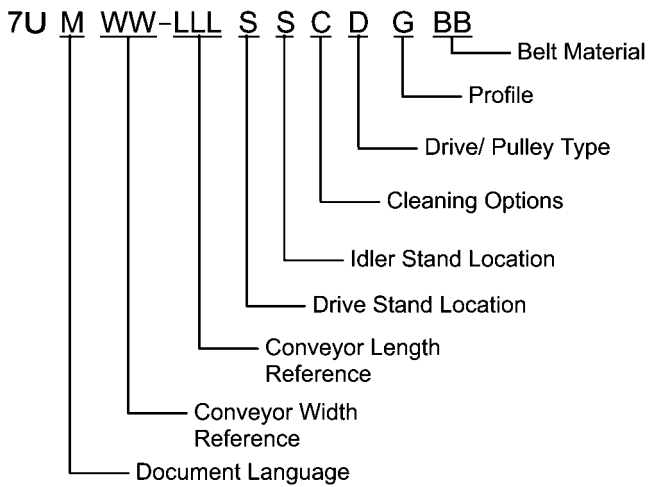 7U M WW-LLL S S C D G BB
Belt Material
Profile
Drive/ Pulley Type
Cleaning Options
Idler Stand Location
Drive Stand Location
Conveyor Length
Reference
Conveyor Width
Reference
Document Language